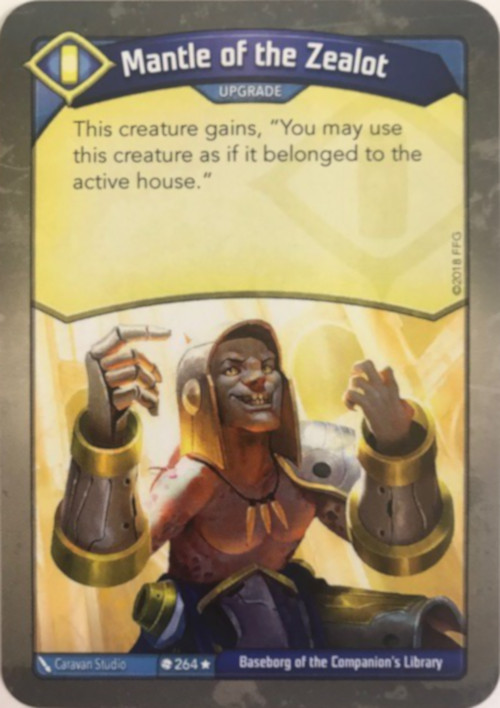 Mantle of the Zealot
UPGRADE
This creature gains, “You may use
this creature as if it belonged to the
active house.”
©2018 FFG
Caravan Studio
264
Baseborg of the Companion's Library